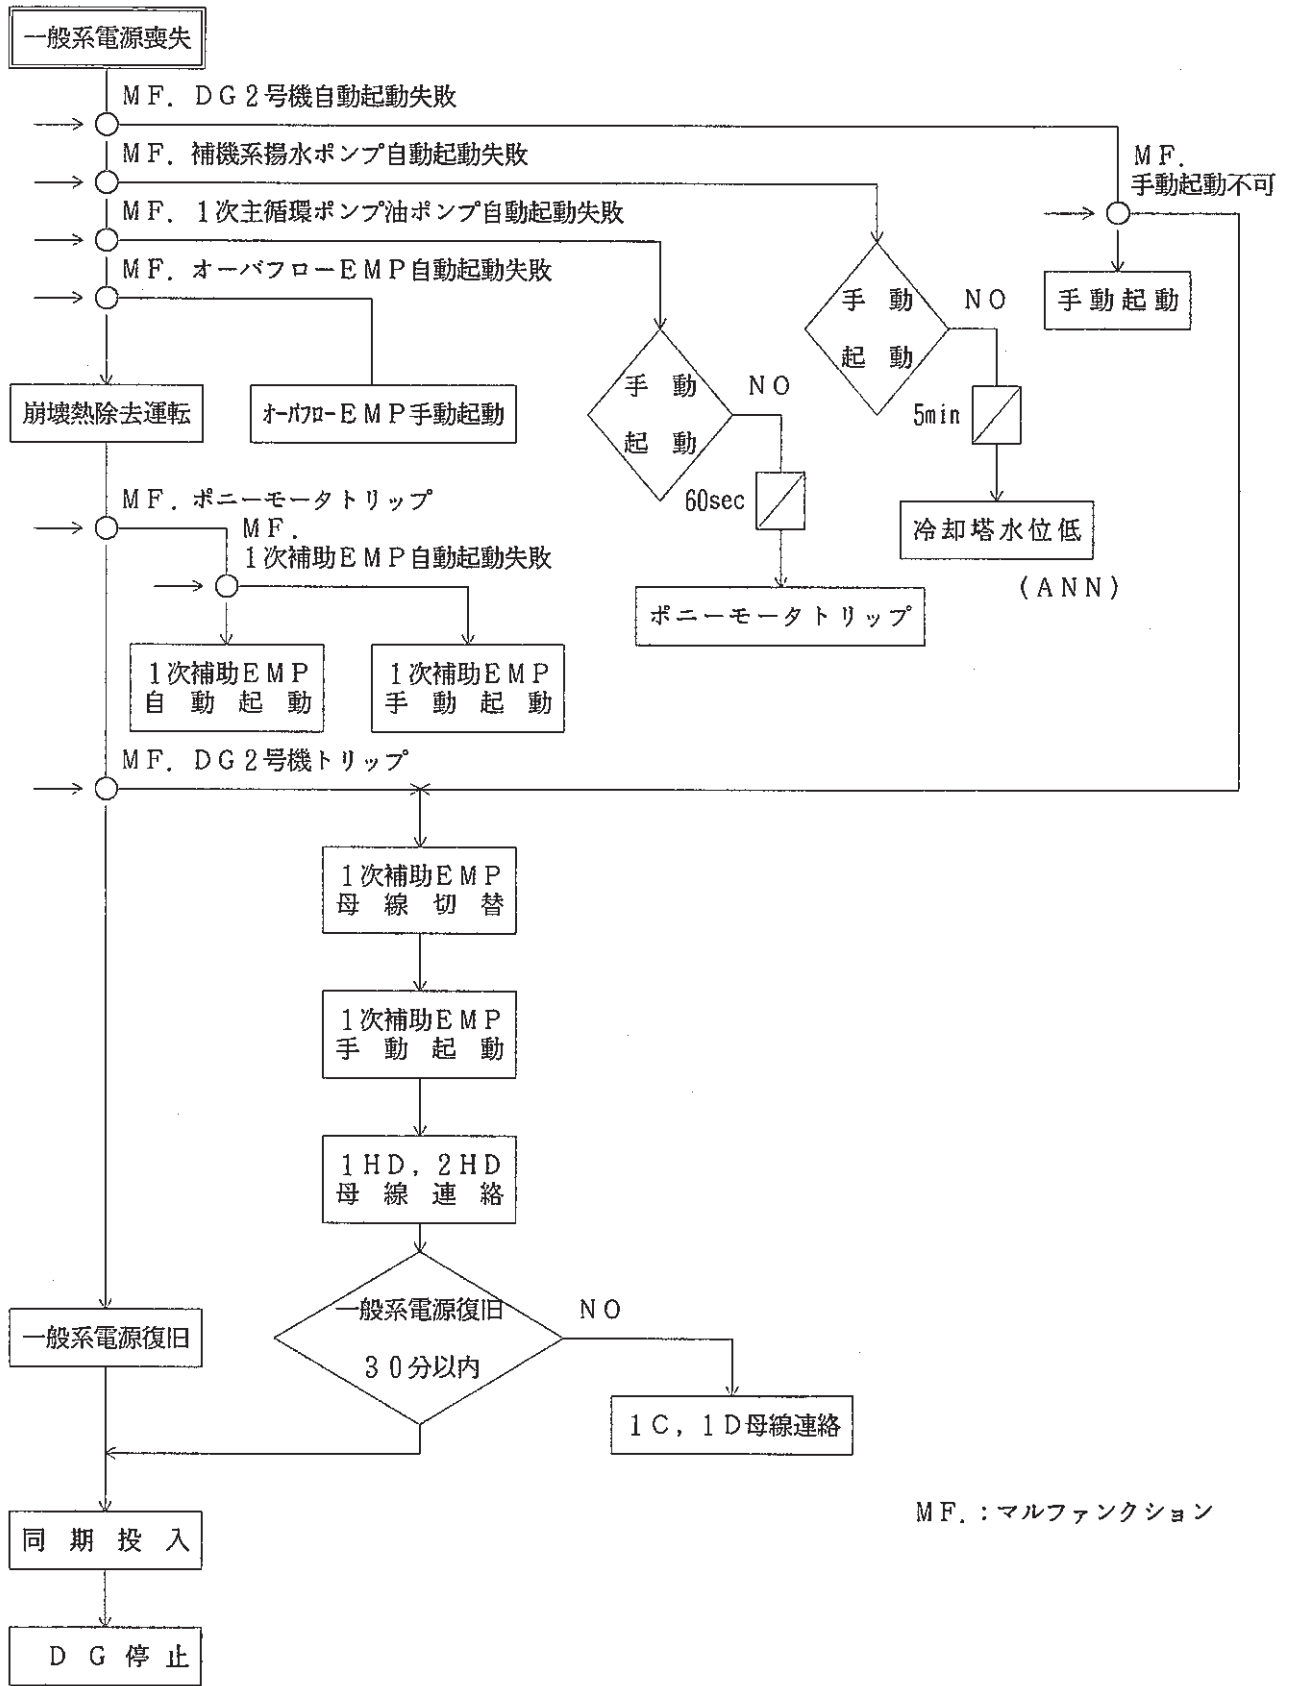 一般系電源喪失
MF. DG2号機自動起動失敗
MF. 補機系揚水ポンプ自動起動失敗
MF.
手動起動不可
MF. 1次主循環ポンプ油ポンプ自動起動失敗
MF. オーバフローEMP自動起動失敗
手動
起動
NO
手動起動
手動
起動
NO
5min
崩壊熱除去運転
オーバフローEMP手動起動
60sec
冷却塔水位低
(ANN)
MF. ポニーモータトリップ
MF.
1次補助EMP自動起動失敗
ポニーモータトリップ
1次補助EMP
自動起動
1次補助EMP
手動起動
MF. DG2号機トリップ
1次補助EMP
母線切替
1次補助EMP
手動起動
1HD, 2HD
母線連絡
一般系電源復旧
一般系電源復旧
30分以内
NO
1C, 1D母線連絡
MF. : マルファンクション
同期投入
DG停止